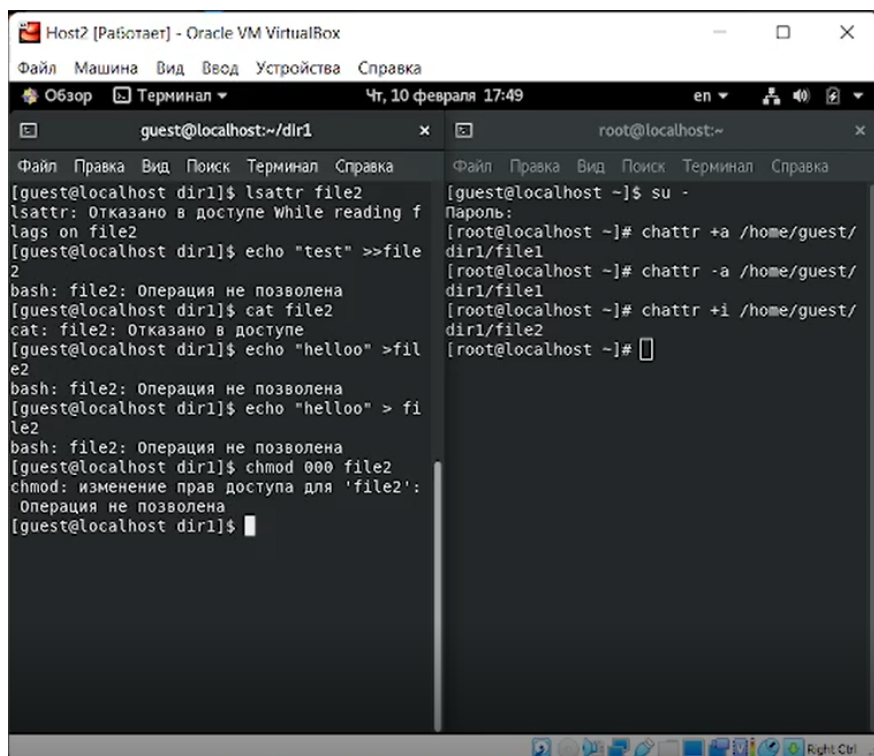 Host2 [Работает] - Oracle VM VirtualBox
Файл Машина Вид Ввод Устройства Справка
Обзор Терминал Чт, 10 февраля 17:49 en
guest@localhost:~/dir1
Файл Правка Вид Поиск Терминал Справка
[guest@localhost dir1]$ lsattr file2
lsattr: Отказано в доступе While reading f
lags on file2
[guest@localhost dir1]$ echo "test" >>file
2
bash: file2: Операция не позволена
[guest@localhost dir1]$ cat file2
cat: file2: Отказано в доступе
[guest@localhost dir1]$ echo "helloo" >fil
e2
bash: file2: Операция не позволена
[guest@localhost dir1]$ echo "helloo" > fi
le2
bash: file2: Операция не позволена
[guest@localhost dir1]$ chmod 000 file2
chmod: изменение прав доступа для 'file2':
 Операция не позволена
[guest@localhost dir1]$
root@localhost:~
Файл Правка Вид Поиск Терминал Справка
[guest@localhost ~]$ su -
Пароль:
[root@localhost ~]# chattr +a /home/guest/
dir1/file1
[root@localhost ~]# chattr -a /home/guest/
dir1/file1
[root@localhost ~]# chattr +i /home/guest/
dir1/file2
[root@localhost ~]#
Right Ctrl